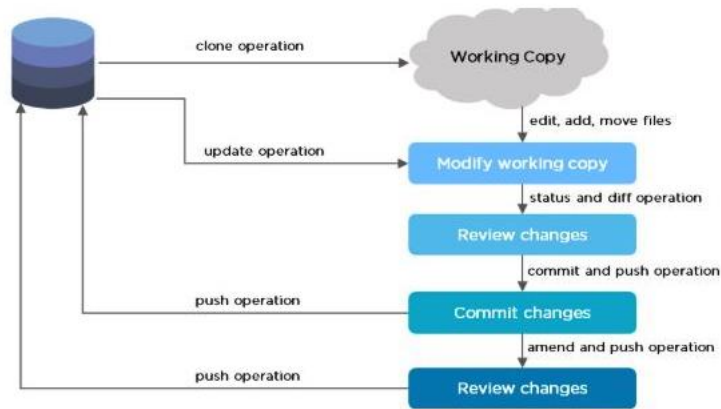 clone operation
Working Copy
edit, add, move files
update operation
Modify working copy
status and diff operation
Review changes
commit and push operation
push operation
Commit changes
amend and push operation
push operation
Review changes